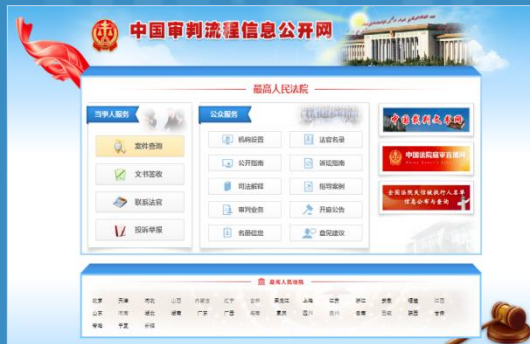 中国审判流程信息公开网
最高人民法院
当事人服务
公众服务
案件查询
文书签收
联系法官
投诉举报
机构设置
法官名录
公开指南
诉讼指南
司法解释
指导案例
审判业务
开庭公告
名册信息
意见建议
中国裁判文书网
中国法院庭审直播网
全国法院失信被执行人名单
信息公布与查询
最高人民法院
北京 天津 河北 山西 内蒙古 辽宁 吉林 黑龙江 上海 江苏 浙江 安徽 福建 江西
山东 河南 湖北 湖南 广东 广西 海南 重庆 四川 贵州 云南 西藏 陕西 甘肃
青海 宁夏 新疆